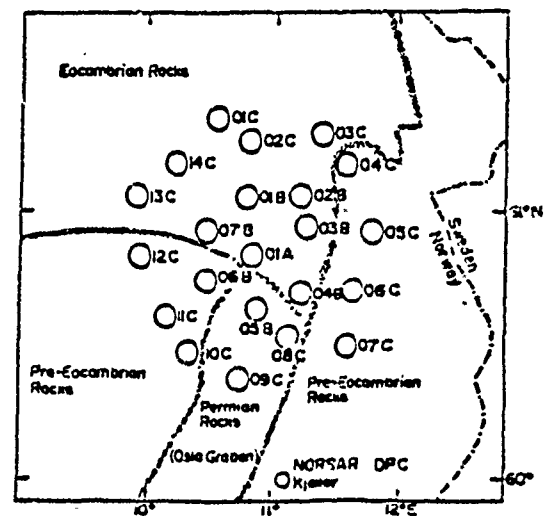 Eocambrian Rocks
01C
02C
03C
04C
14C
13C
01B
02B
61°N
07B
03B
05C
Sweden
Norway
12C
01A
06B
04B
06C
11C
05B
08C
07C
10C
09C
Pre-Eocambrian
Rocks
Pre-Eocambrian
Rocks
Permian
Rocks
(Oslo Graben)
NORSAR DPC
Kjeller
60°
10°
11°
12°E